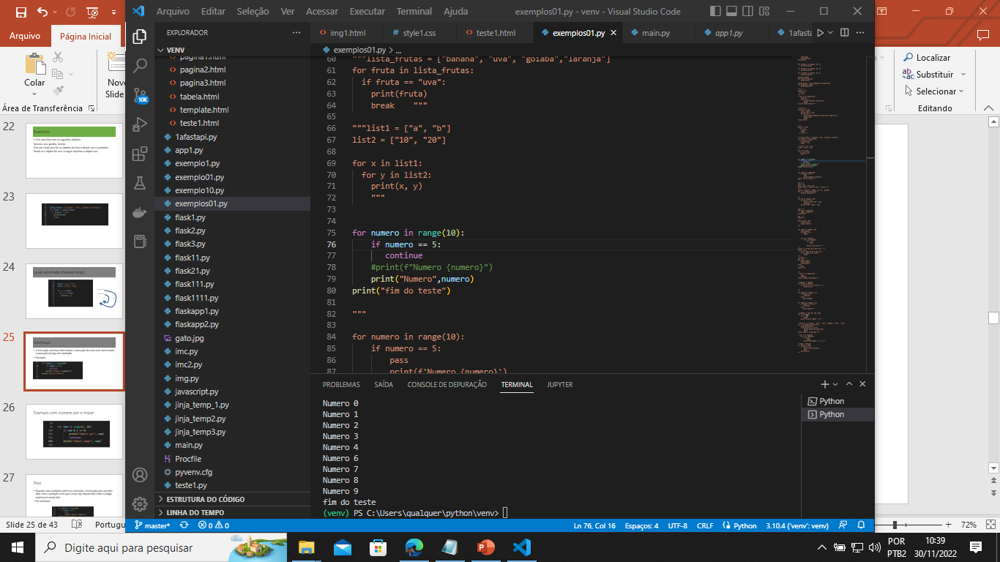 Arquivo Editar Seleção Ver Acessar Executar Terminal Ajuda
exemplos01.py - venv - Visual Studio Code
Arquivo
Página Inicial
Colar
Novo
Slide
Área de Transferência
Localizar
Substituir
Selecionar
Editando
22
Exercício:
23
24
Loop aninhado (nested loop):
25
Continue:
26
Exemplo com número par e ímpar:
27
Pass
Slide 25 de 43
Portugu
72%
EXPLORADOR
VENV
pagina1.html
pagina2.html
pagina3.html
tabela.html
template.html
teste1.html
1afastapi.py
app1.py
exemplo1.py
exemplo01.py
exemplo10.py
exemplos01.py
flask1.py
flask2.py
flask3.py
flask11.py
flask21.py
flask111.py
flask1111.py
flaskapp1.py
flaskapp2.py
gato.jpg
imc.py
imc2.py
img.py
javascript.py
jinja_temp_1.py
jinja_temp2.py
jinja_temp3.py
main.py
Procfile
pyvenv.cfg
teste1.py
ESTRUTURA DO CÓDIGO
LINHA DO TEMPO
10K
img1.html
style1.css
teste1.html
exemplos01.py
main.py
app1.py
1afasta
exemplos01.py > ...
60 """lista_frutas = ["banana", "uva", "goiaba","laranja"]
61 for fruta in lista_frutas:
62 if fruta == "uva":
63 print(fruta)
64 break """
65
66 """list1 = ["a", "b"]
67 list2 = ["10", "20"]
68
69 for x in list1:
70 for y in list2:
71 print(x, y)
72 """
73
74
75 for numero in range(10):
76 if numero == 5:
77 continue
78 #print(f"Numero {numero}")
79 print("Numero",numero)
80 print("fim do teste")
81
82 """
83
84 for numero in range(10):
85 if numero == 5:
86 pass
87 print(f'Numero {numero}')
PROBLEMAS SAÍDA CONSOLE DE DEPURAÇÃO TERMINAL JUPYTER
Numero 0
Numero 1
Numero 2
Numero 3
Numero 4
Numero 6
Numero 7
Numero 8
Numero 9
fim do teste
(venv) PS C:\Users\qualquer\python\venv>
Python
Python
master* 0 0
Ln 76, Col 16 Espaços: 4 UTF-8 CRLF Python 3.10.4 ('venv': venv)
Digite aqui para pesquisar
POR
PTB2
10:39
30/11/2022